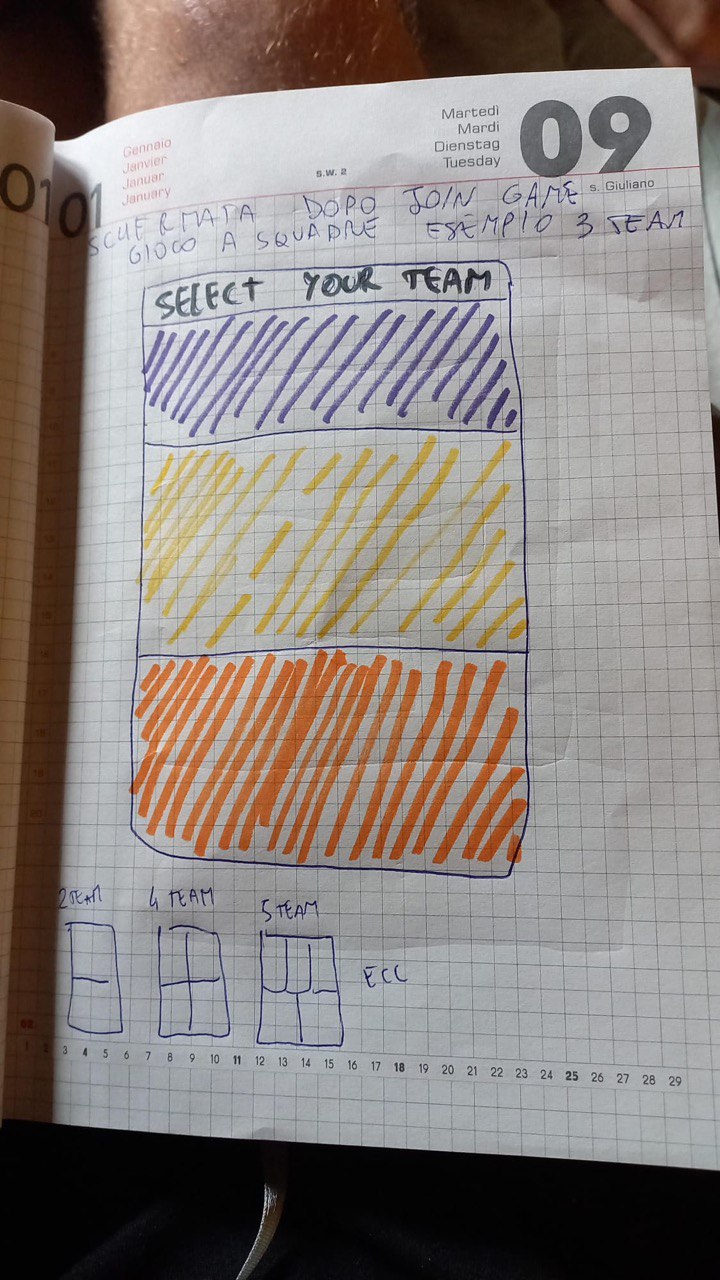 01
01
Gennaio
Janvier
Januar
January
S.W. 2
Martedì
Mardi
Dienstag
Tuesday
09
s. Giuliano
SCHERMATA DOPO JOIN GAME
GIOCO A SQUADRE ESEMPIO 3 TEAM
SELECT YOUR TEAM
2 TEAM
4 TEAM
5 TEAM
ECC
02
1 2 3 4 5 6 7 8 9 10 11 12 13 14 15 16 17 18 19 20 21 22 23 24 25 26 27 28 29